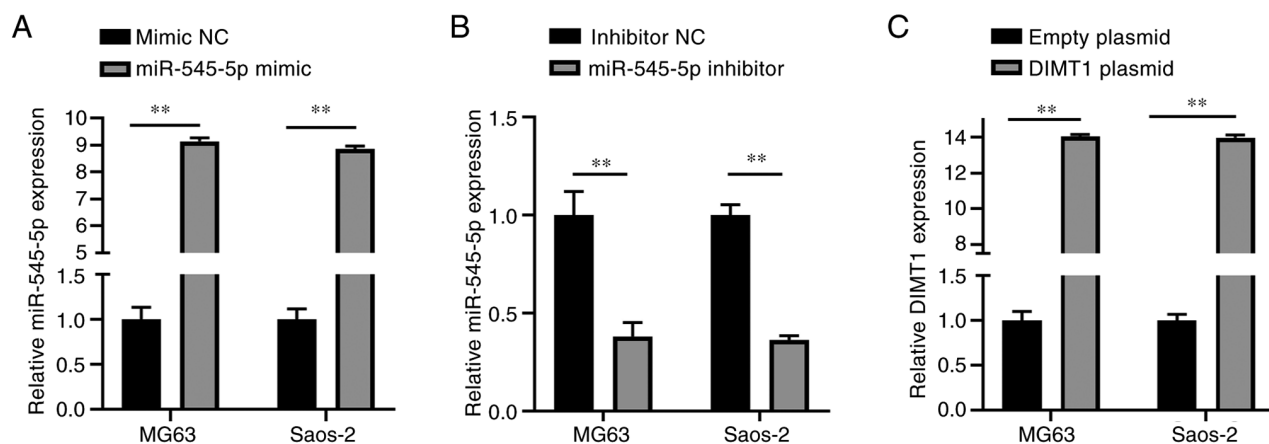 A
Mimic NC
miR-545-5p mimic
Relative miR-545-5p expression
10
9
8
7
6
5
1.5
1.0
0.5
0.0
**
**
MG63
Saos-2
B
Inhibitor NC
miR-545-5p inhibitor
Relative miR-545-5p expression
1.5
1.0
0.5
0.0
**
**
MG63
Saos-2
C
Empty plasmid
DIMT1 plasmid
Relative DIMT1 expression
14
12
10
8
1.5
1.0
0.5
0.0
**
**
MG63
Saos-2